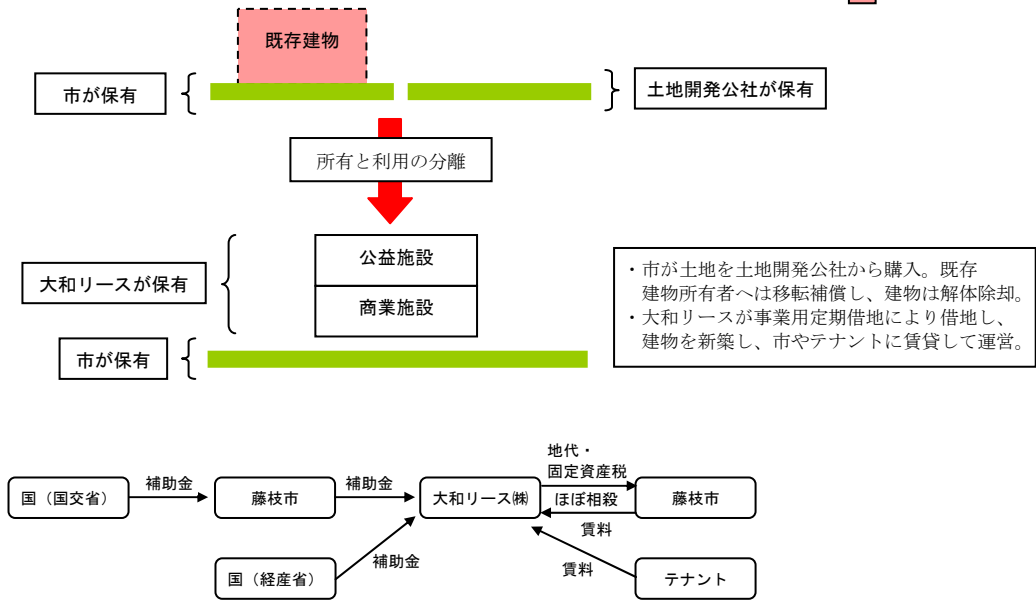 既存建物
市が保有
土地開発公社が保有
所有と利用の分離
大和リースが保有
公益施設
商業施設
市が保有
・市が土地を土地開発公社から購入。既存
建物所有者へは移転補償し、建物は解体除却。
・大和リースが事業用定期借地により借地し、
建物を新築し、市やテナントに賃貸して運営。
国（国交省）
補助金
藤枝市
補助金
大和リース㈱
地代・
固定資産税
ほぼ相殺
賃料
藤枝市
国（経産省）
補助金
賃料
テナント